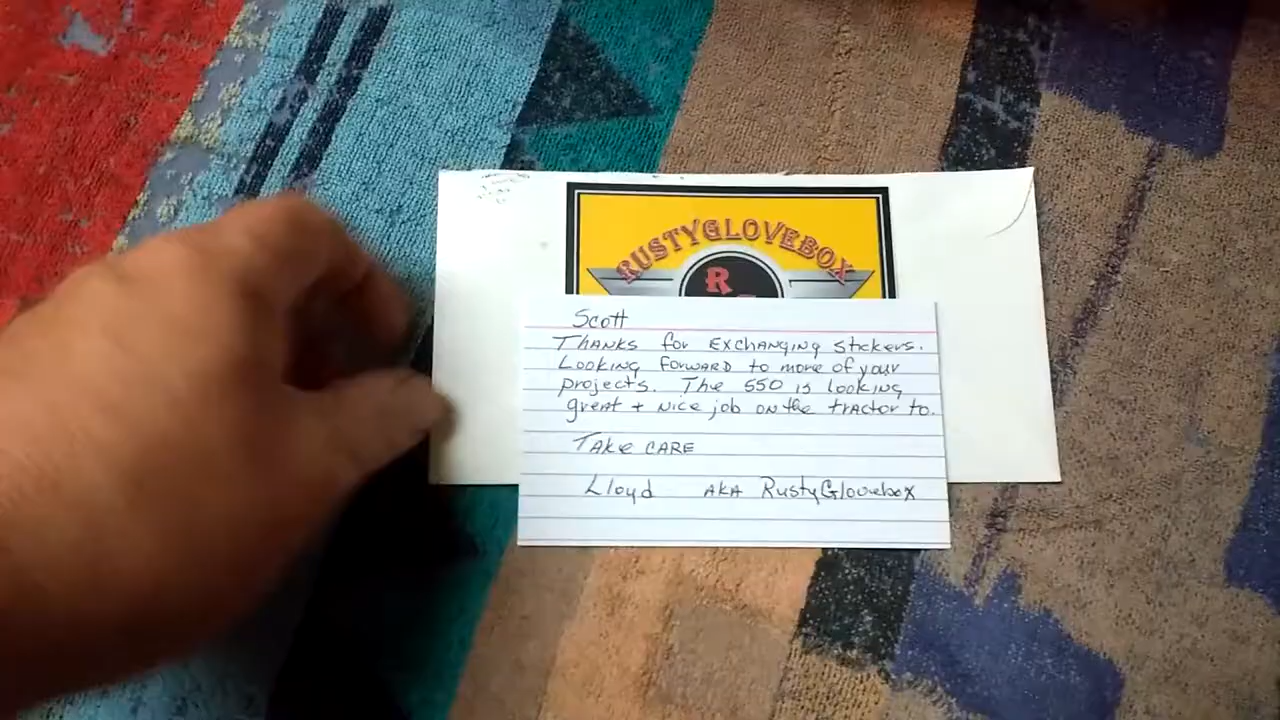 RUSTYGLOVEBOX
R
Scott
THANKS for EXCHANGING stickers.
LOOKING FORWARD to more of your
projects. The 550 is looking
great + Nice job on the tractor to.
TAKE CARE
Lloyd AKA RustyGlovebox